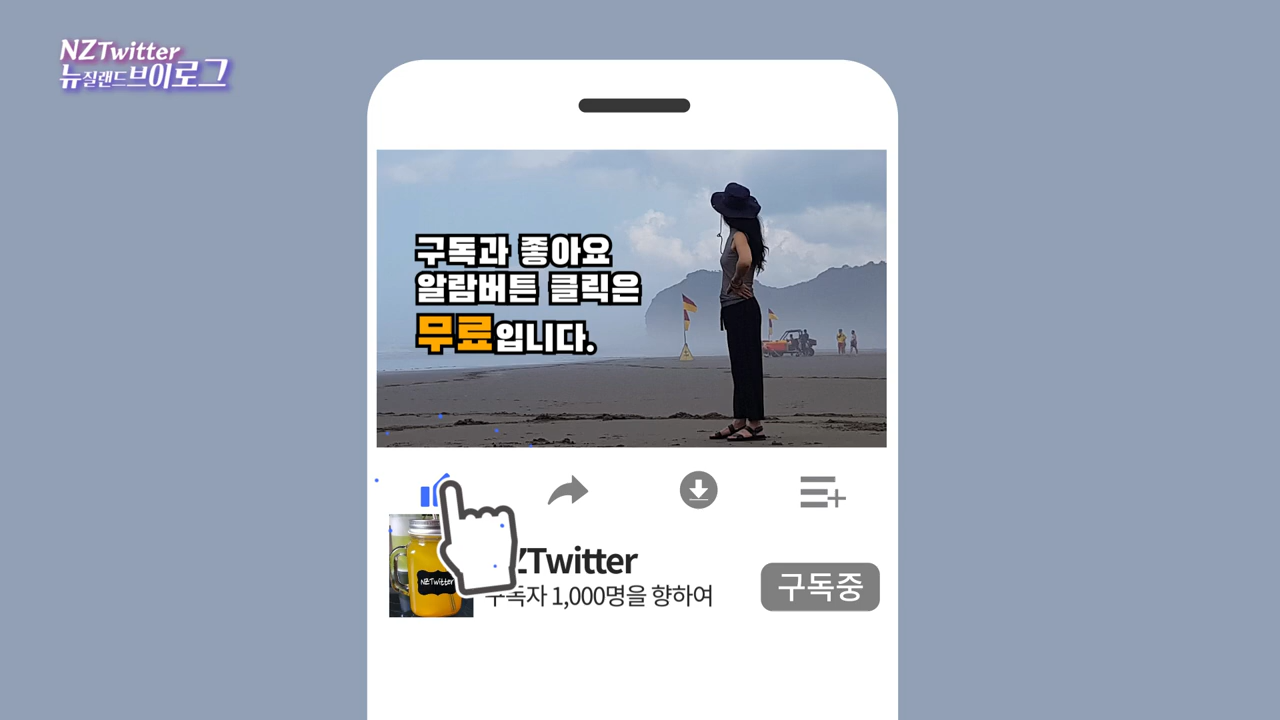 NZTwitter
뉴질랜드브이로그
구독과 좋아요
알람버튼 클릭은
무료입니다.
NZTwitter
ZTwitter
구독자 1,000명을 향하여
구독중